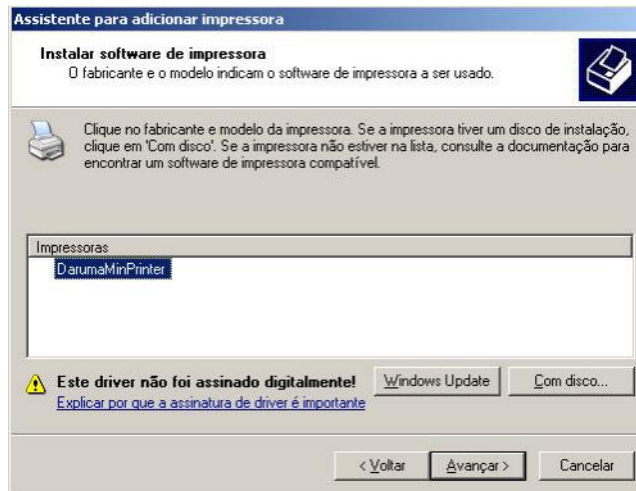 Assistente para adicionar impressora
Instalar software de impressora
O fabricante e o modelo indicam o software de impressora a ser usado.
Clique no fabricante e modelo da impressora. Se a impressora tiver um disco de instalação,
clique em 'Com disco'. Se a impressora não estiver na lista, consulte a documentação para
encontrar um software de impressora compatível.
Impressoras
DarumaMinPrinter
Este driver não foi assinado digitalmente!
Windows Update
Com disco...
Explicar por que a assinatura de driver é importante
< Voltar
Avançar >
Cancelar